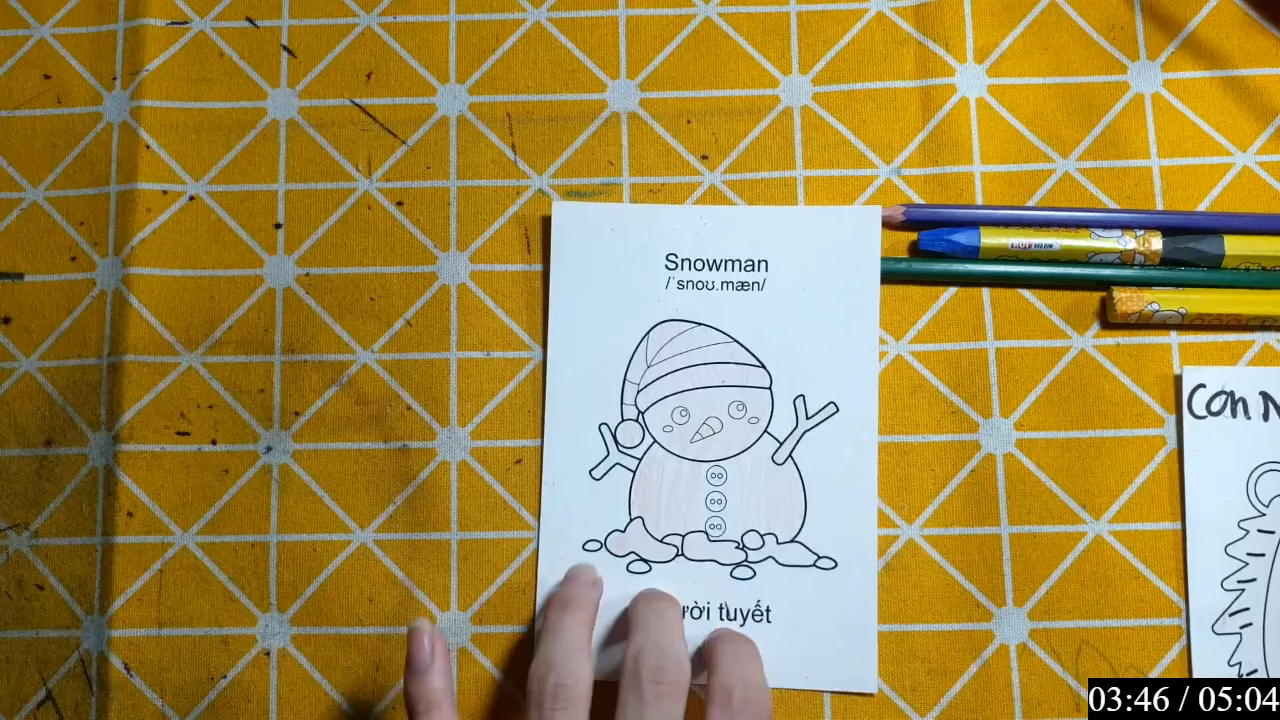 Snowman
/ˈsnoʊ.mæn/
ười tuyết
CON N
03:46 / 05:04